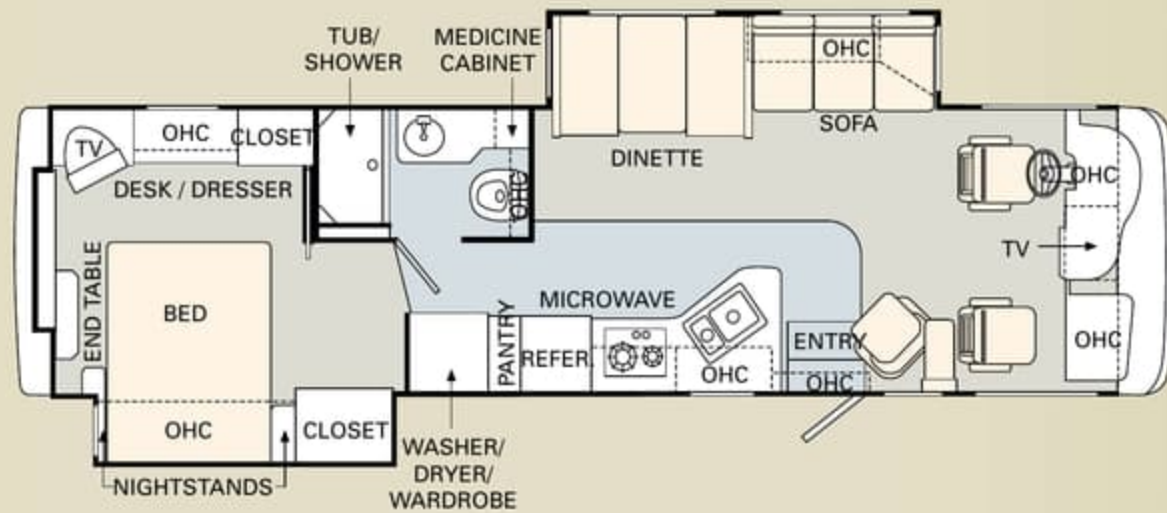 TUB/
SHOWER
MEDICINE
CABINET
OHC
SOFA
DINETTE
TV
OHC
CLOSET
DESK / DRESSER
OHC
OHC
TV
END TABLE
BED
MICROWAVE
PANTRY
REFER.
OHC
ENTRY
OHC
OHC
OHC
CLOSET
NIGHTSTANDS
WASHER/
DRYER/
WARDROBE